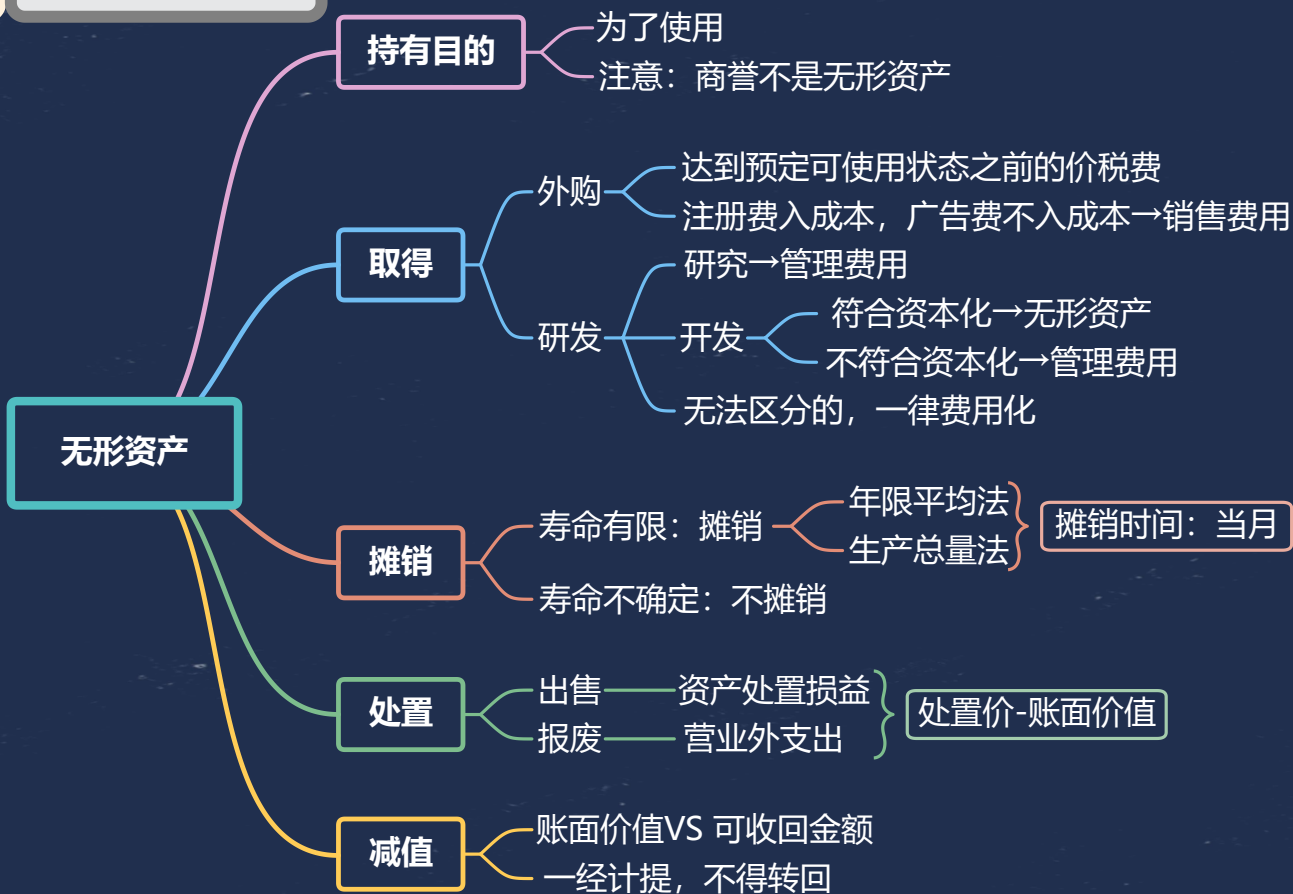 持有目的
为了使用
注意：商誉不是无形资产
取得
外购
达到预定可使用状态之前的价税费
注册费入成本，广告费不入成本→销售费用
研发
研究→管理费用
开发
符合资本化→无形资产
不符合资本化→管理费用
无法区分的，一律费用化
无形资产
摊销
寿命有限：摊销
年限平均法
生产总量法
摊销时间：当月
寿命不确定：不摊销
处置
出售
资产处置损益
报废
营业外支出
处置价-账面价值
减值
账面价值VS 可收回金额
一经计提，不得转回